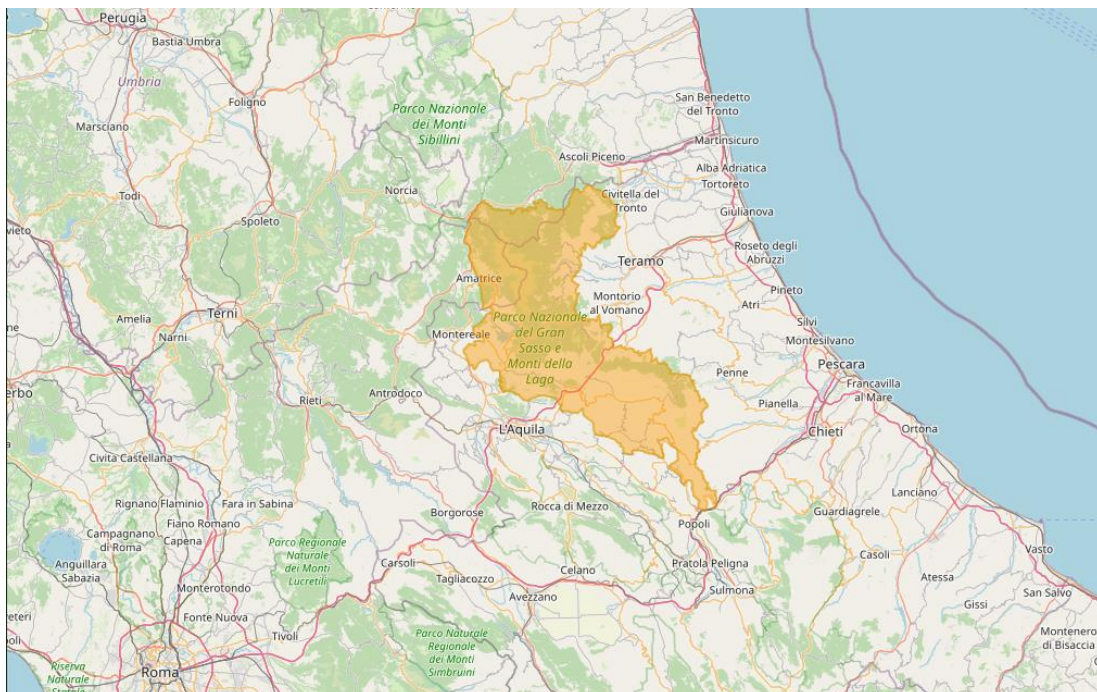 Perugia
Bastia Umbra
Umbria
Foligno
Marsciano
Parco Nazionale
dei Monti
Sibillini
San Benedetto
del Tronto
Martinsicuro
Ascoli Piceno
Alba Adriatica
Tortoreto
Norcia
Todi
Civitella del
Tronto
Giulianova
Spoleto
vieto
Roseto degli
Abruzzi
Teramo
Amatrice
Pineto
Montorio
al Vomano
Atri
Terni
Amelia
Parco Nazionale
del Gran
Sasso e
Monti della
Laga
Silvi
ne
Narni
Montereale
Montesilvano
Pescara
Penne
Francavilla
al Mare
erbo
Antrodoco
Rieti
Pianella
L'Aquila
Chieti
Ortona
Civita Castellana
Lanciano
Rignano Flaminio
Fara in Sabina
Rocca di Mezzo
Borgorose
Guardiagrele
Fiano Romano
Popoli
Campagnano
di Roma
Capena
Parco Regionale
Naturale
dei Monti
Lucretili
Vasto
Casoli
Anguillara
Sabazia
Carsoli
Celano
Pratola Peligna
Tagliacozzo
Atessa
Monterotondo
Sulmona
Avezzano
San Salvo
Gissi
Fonte Nuova
veteri
Tivoli
Parco Naturale
Regionale
dei Monti
Simbruini
Montenero
di Bisaccia
poli
Roma
Riserva
Naturale